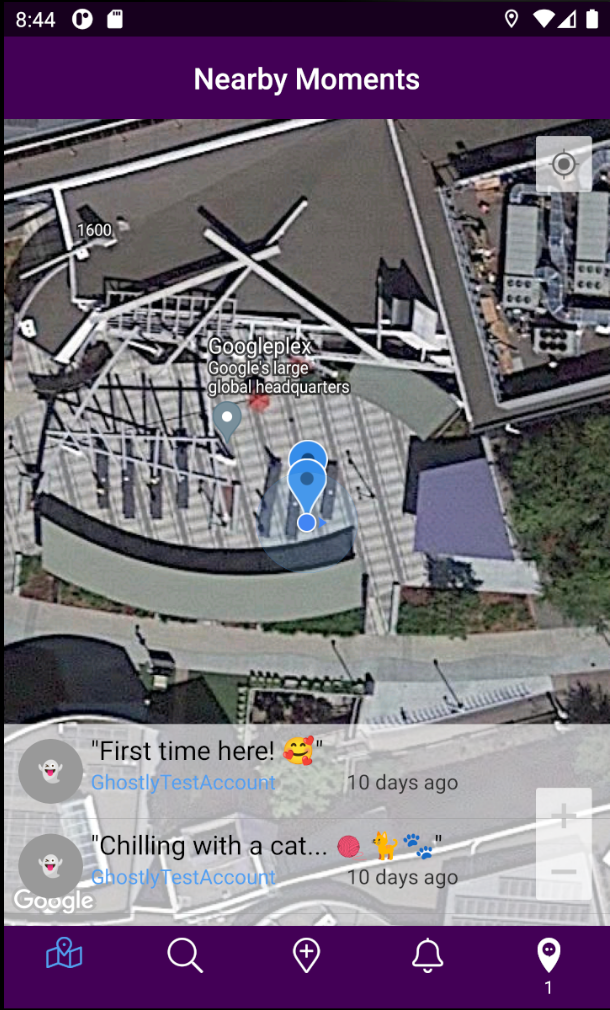 8:44
Nearby Moments
1600
Googleplex
Google's large
global headquarters
"First time here! 🥰"
GhostlyTestAccount 10 days ago
"Chilling with a cat... 🧶 🐈🐾"
GhostlyTestAccount 10 days ago
Google
1